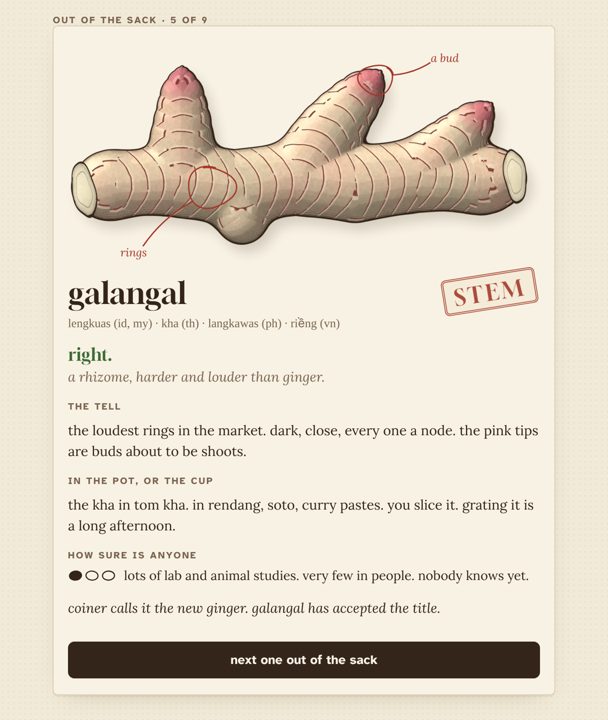 OUT OF THE SACK · 5 OF 9
a bud
rings
galangal
STEM
lengkuas (id, my) · kha (th) · langkawas (ph) · riềng (vn)
right.
a rhizome, harder and louder than ginger.
THE TELL
the loudest rings in the market. dark, close, every one a node. the pink tips
are buds about to be shoots.
IN THE POT, OR THE CUP
the kha in tom kha. in rendang, soto, curry pastes. you slice it. grating it is
a long afternoon.
HOW SURE IS ANYONE
lots of lab and animal studies. very few in people. nobody knows yet.
coiner calls it the new ginger. galangal has accepted the title.
next one out of the sack